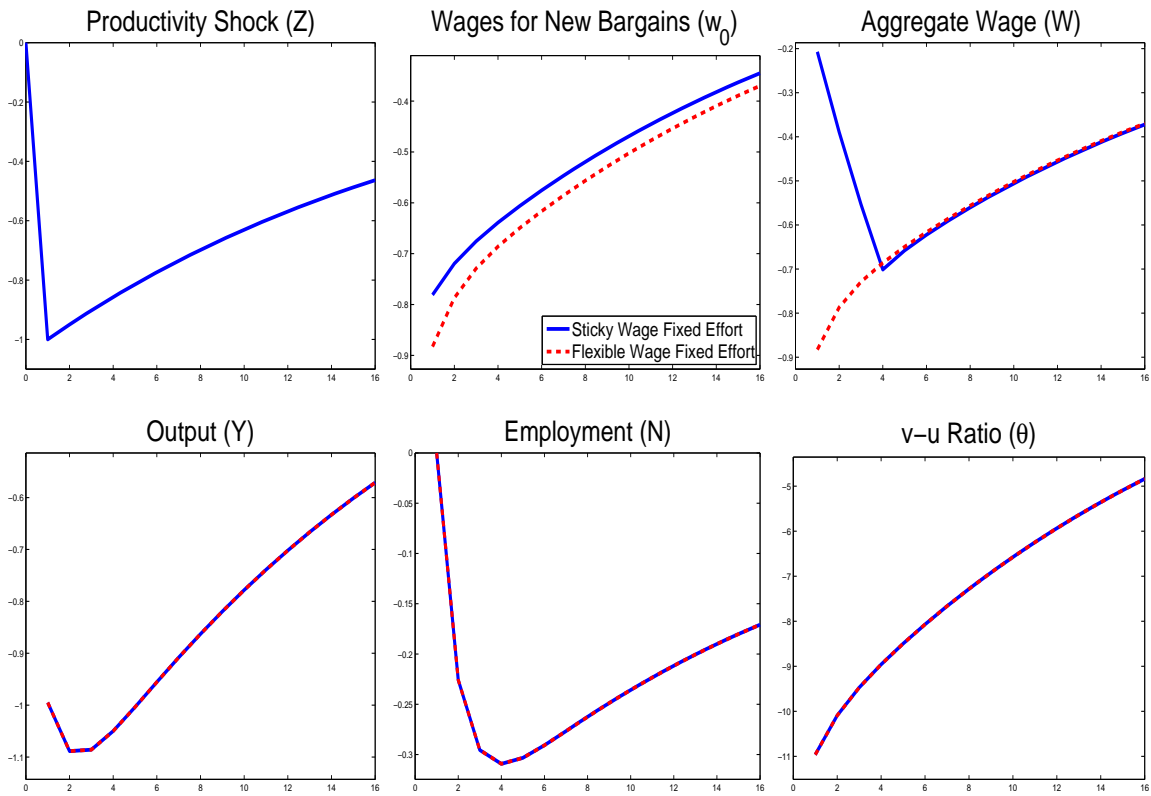 Productivity Shock (Z)
0
−0.2
−0.4
−0.6
−0.8
−1
0 2 4 6 8 10 12 14 16
Wages for New Bargains (w0)
−0.4
−0.5
−0.6
−0.7
−0.8
−0.9
Sticky Wage Fixed Effort
Flexible Wage Fixed Effort
0 2 4 6 8 10 12 14 16
Aggregate Wage (W)
−0.2
−0.3
−0.4
−0.5
−0.6
−0.7
−0.8
−0.9
0 2 4 6 8 10 12 14 16
Output (Y)
−0.6
−0.7
−0.8
−0.9
−1
−1.1
0 2 4 6 8 10 12 14 16
Employment (N)
0
−0.05
−0.1
−0.15
−0.2
−0.25
−0.3
0 2 4 6 8 10 12 14 16
v−u Ratio (θ)
−5
−6
−7
−8
−9
−10
−11
0 2 4 6 8 10 12 14 16